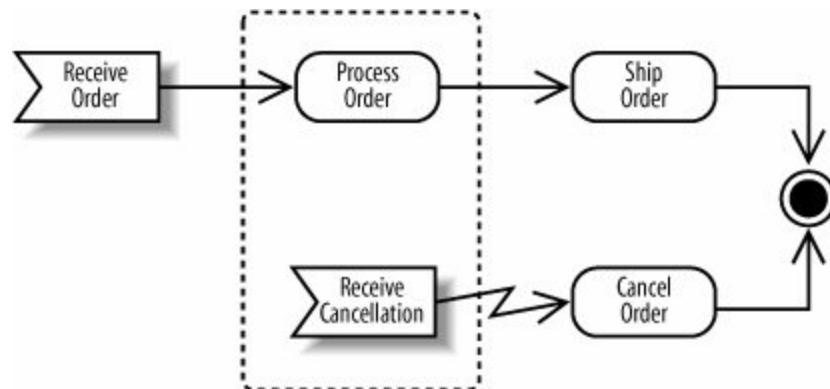 Receive
Order
Process
Order
Ship
Order
Receive
Cancellation
Cancel
Order